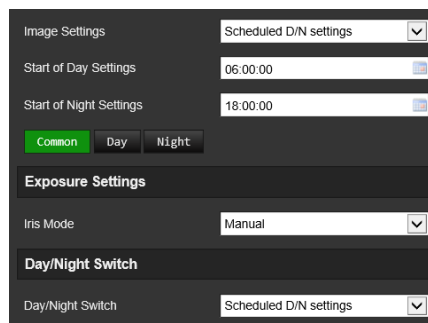 Image Settings Scheduled D/N settings
Start of Day Settings 06:00:00
Start of Night Settings 18:00:00
Common Day Night
Exposure Settings
Iris Mode Manual
Day/Night Switch
Day/Night Switch Scheduled D/N settings